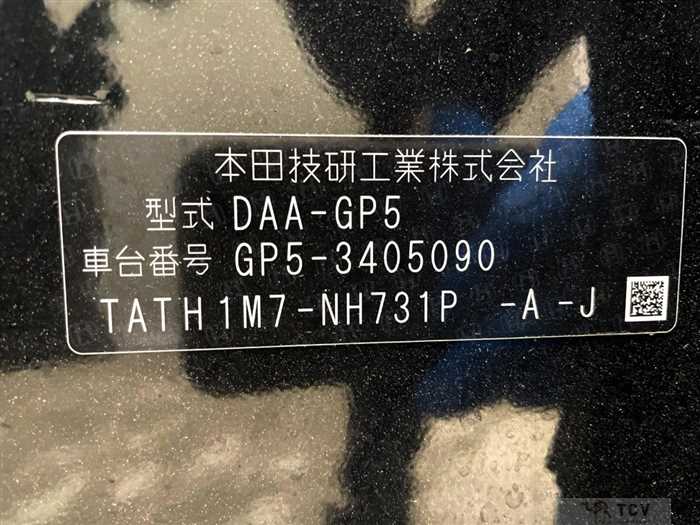 本田技研工業株式会社
型式 DAA-GP5
車台番号 GP5-3405090
TATH1M7-NH731P -A -J
TCV